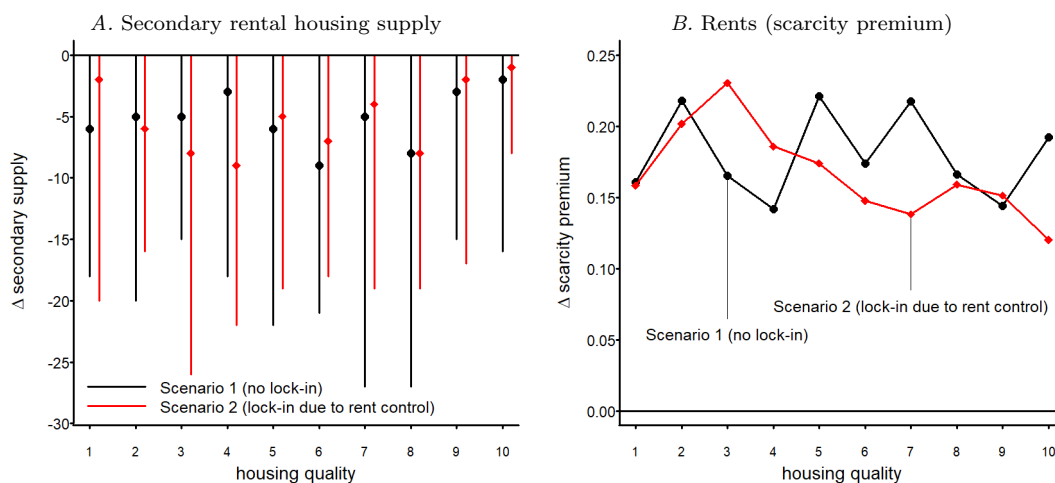 A. Secondary rental housing supply
0
-5
-10
-15
-20
-25
-30
Δ secondary supply
Scenario 1 (no lock-in)
Scenario 2 (lock-in due to rent control)
1 2 3 4 5 6 7 8 9 10
housing quality
B. Rents (scarcity premium)
0.25
0.20
0.15
0.10
0.05
0.00
Δ scarcity premium
Scenario 2 (lock-in due to rent control)
Scenario 1 (no lock-in)
1 2 3 4 5 6 7 8 9 10
housing quality